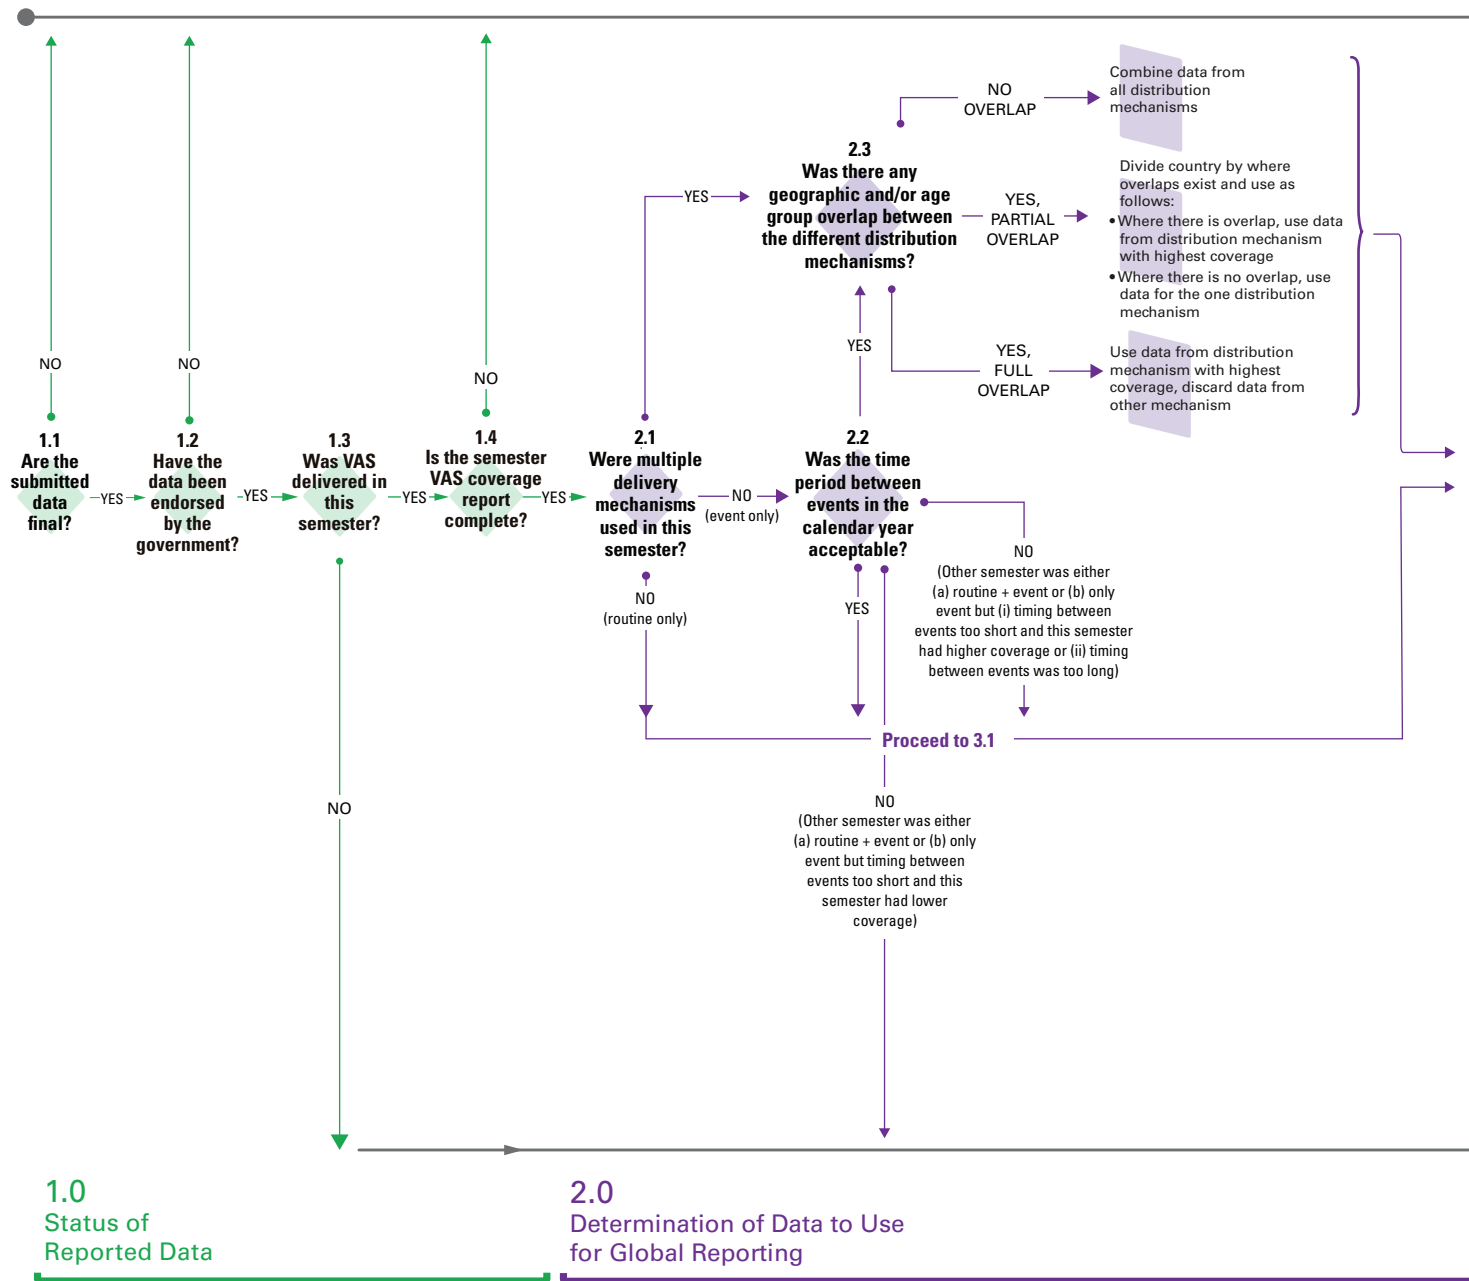 NO
NO
NO
1.1
Are the
submitted
data
final?
YES
1.2
Have the
data been
endorsed
by the
government?
YES
1.3
Was VAS
delivered in
this
semester?
YES
NO
1.4
Is the semester
VAS coverage
report
complete?
YES
2.1
Were multiple
delivery
mechanisms
used in this
semester?
YES
NO
(event only)
NO
(routine only)
2.2
Was the time
period between
events in the
calendar year
acceptable?
YES
YES
NO
(Other semester was either
(a) routine + event or (b) only
event but (i) timing between
events too short and this semester
had higher coverage or (ii) timing
between events was too long)
Proceed to 3.1
NO
(Other semester was either
(a) routine + event or (b) only
event but timing between
events too short and this
semester had lower
coverage)
2.3
Was there any
geographic and/or age
group overlap between
the different distribution
mechanisms?
NO
OVERLAP
Combine data from
all distribution
mechanisms
YES,
PARTIAL
OVERLAP
Divide country by where
overlaps exist and use as
follows:
• Where there is overlap, use data
from distribution mechanism
with highest coverage
• Where there is no overlap, use
data for the one distribution
mechanism
YES,
FULL
OVERLAP
Use data from distribution
mechanism with highest
coverage, discard data from
other mechanism
1.0
Status of
Reported Data
2.0
Determination of Data to Use
for Global Reporting